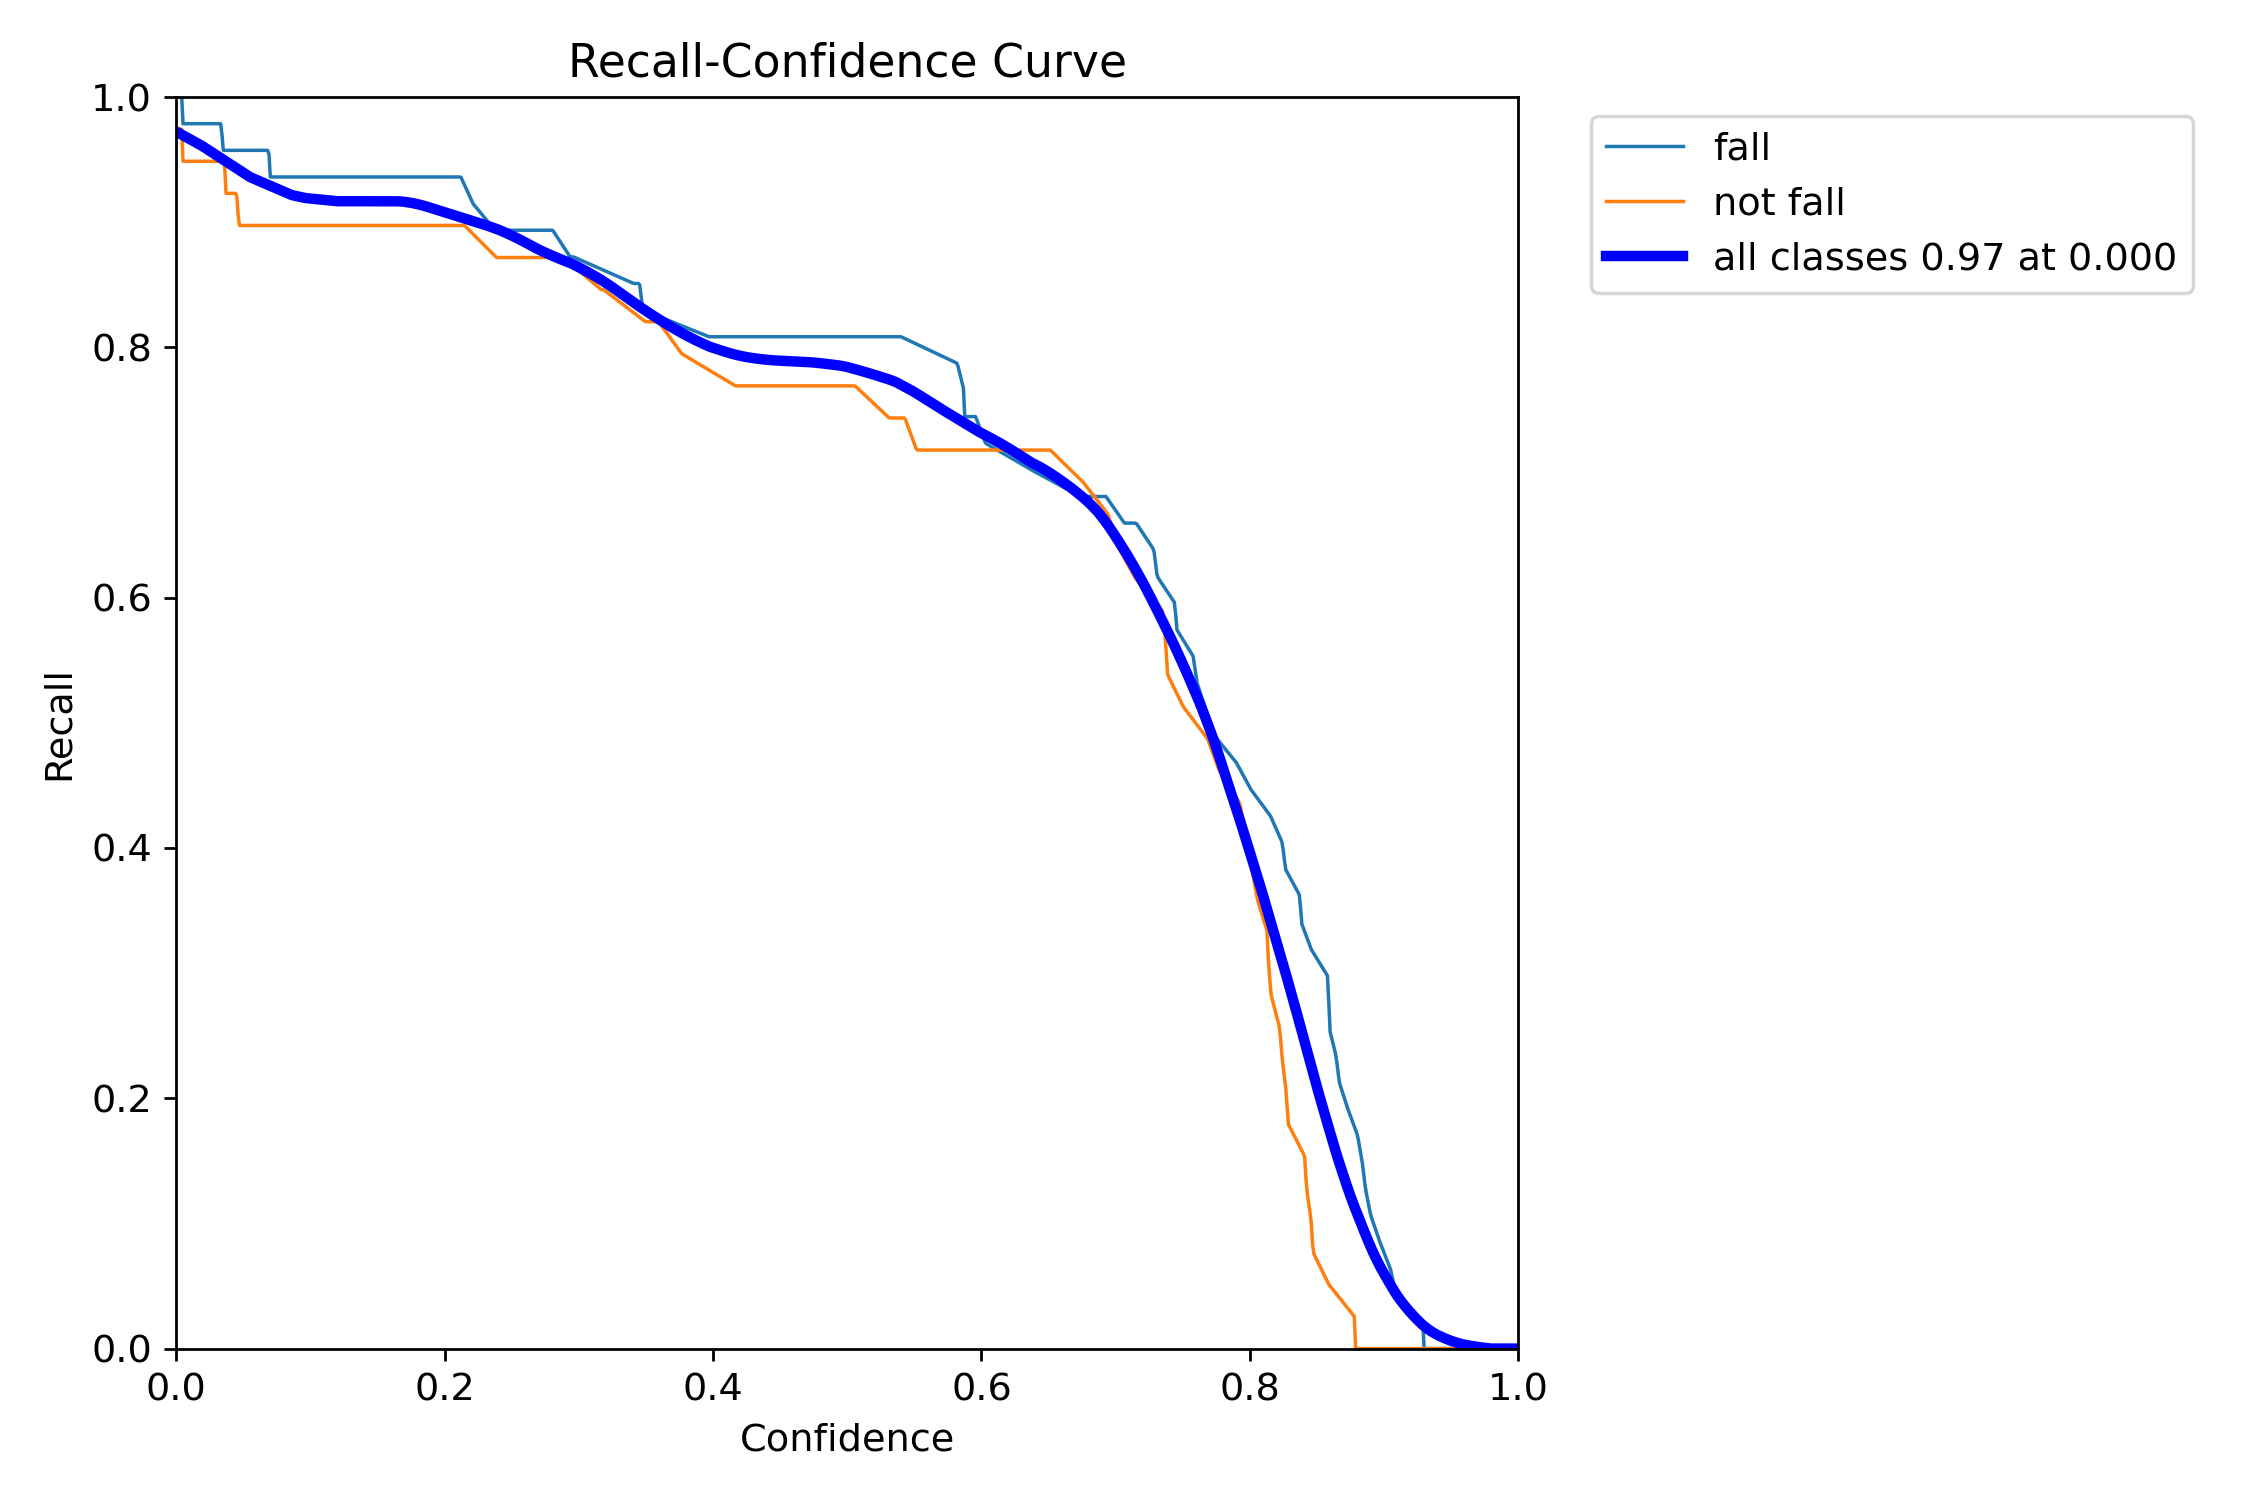 Recall-Confidence Curve
1.0
0.8
0.6
0.4
0.2
0.0
Recall
0.0 0.2 0.4 0.6 0.8 1.0
Confidence
fall
not fall
all classes 0.97 at 0.000